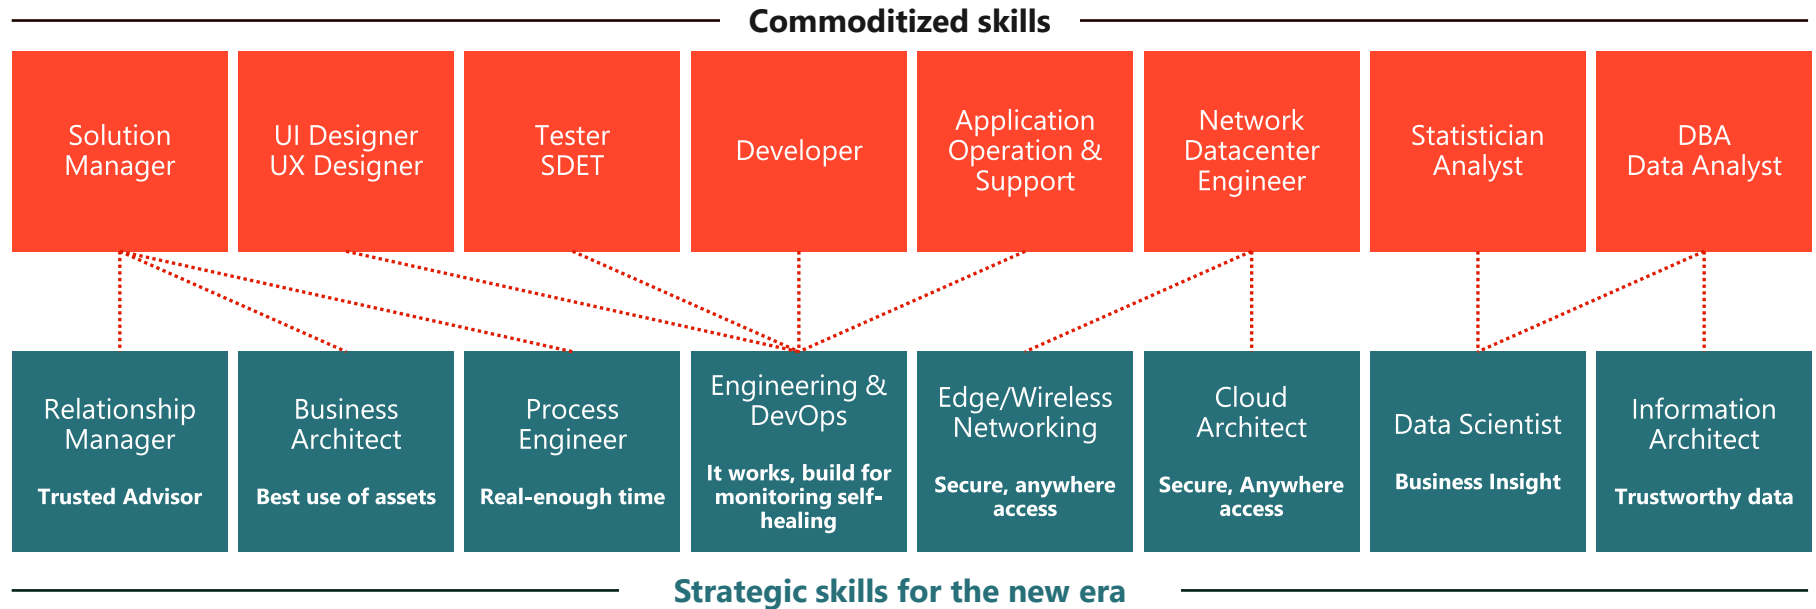 Commoditized skills
Solution
Manager
UI Designer
UX Designer
Tester
SDET
Developer
Application
Operation &
Support
Network
Datacenter
Engineer
Statistician
Analyst
DBA
Data Analyst
Relationship
Manager
Trusted Advisor
Business
Architect
Best use of assets
Process
Engineer
Real-enough time
Engineering &
DevOps
It works, build for
monitoring self-
healing
Edge/Wireless
Networking
Secure, anywhere
access
Cloud
Architect
Secure, Anywhere
access
Data Scientist
Business Insight
Information
Architect
Trustworthy data
Strategic skills for the new era